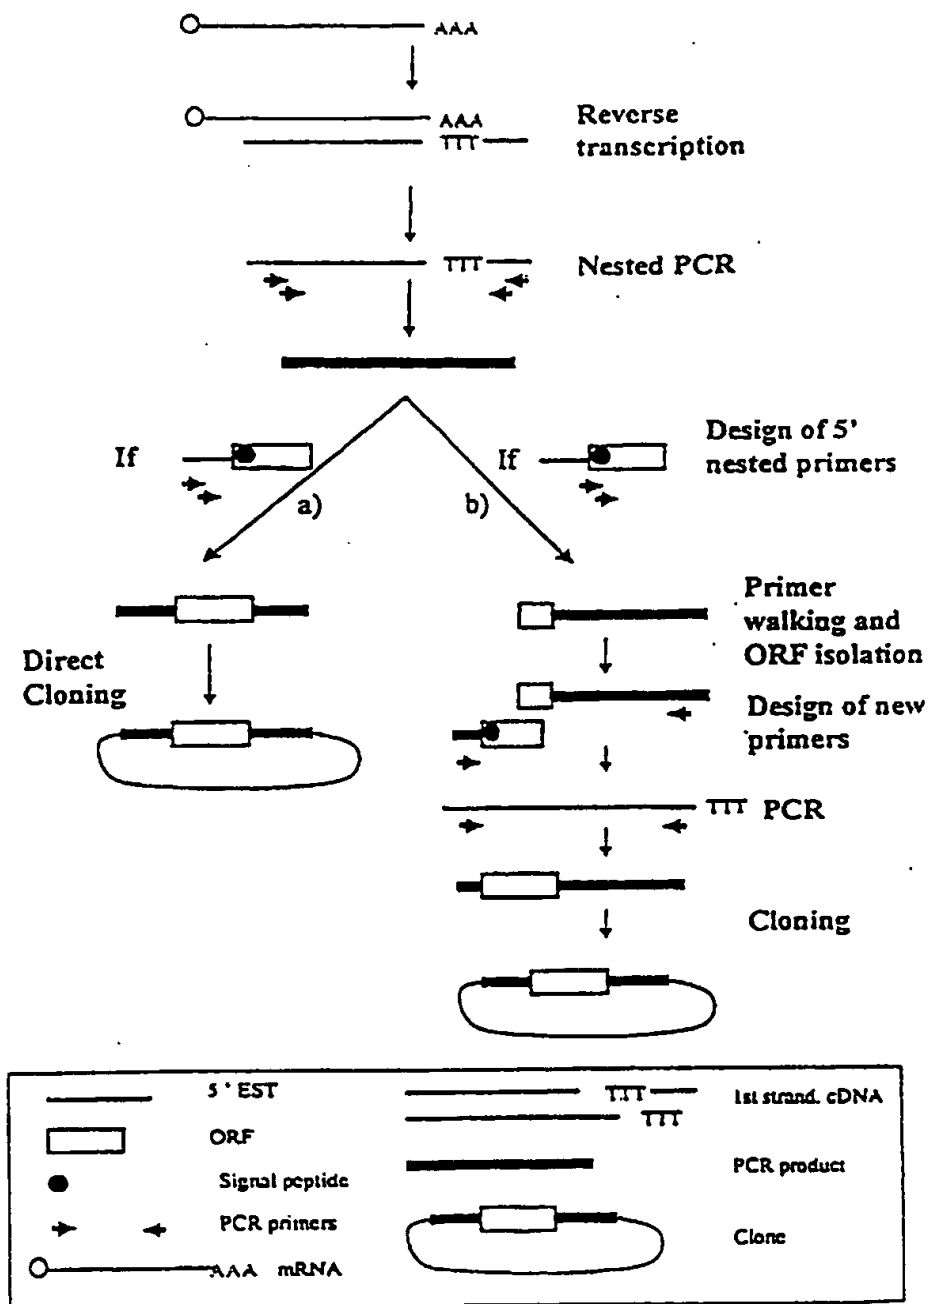 AAA
AAA
TTT
Reverse
transcription
TTT
Nested PCR
If
If
Design of 5'
nested primers
a)
b)
Primer
walking and
ORF isolation
Direct
Cloning
Design of new
primers
TTT
PCR
Cloning
5' EST
TTT
1st strand. cDNA
TTT
ORF
Signal peptide
PCR product
PCR primers
Clone
AAA mRNA